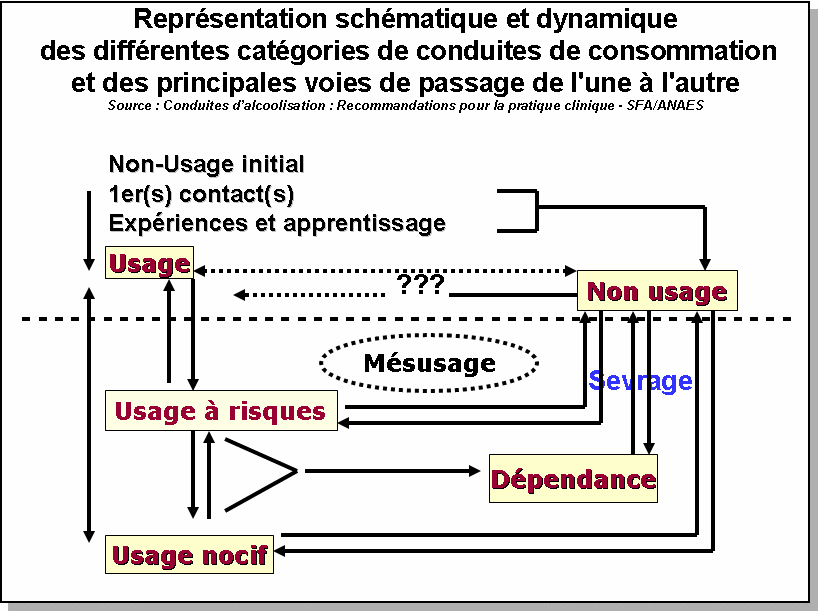 Représentation schématique et dynamique
des différentes catégories de conduites de consommation
et des principales voies de passage de l'une à l'autre
Source : Conduites d'alcoolisation : Recommandations pour la pratique clinique - SFA/ANAES
Non-Usage initial
1er(s) contact(s)
Expériences et apprentissage
Usage
???
Non usage
Mésusage
Sevrage
Usage à risques
Dépendance
Usage nocif